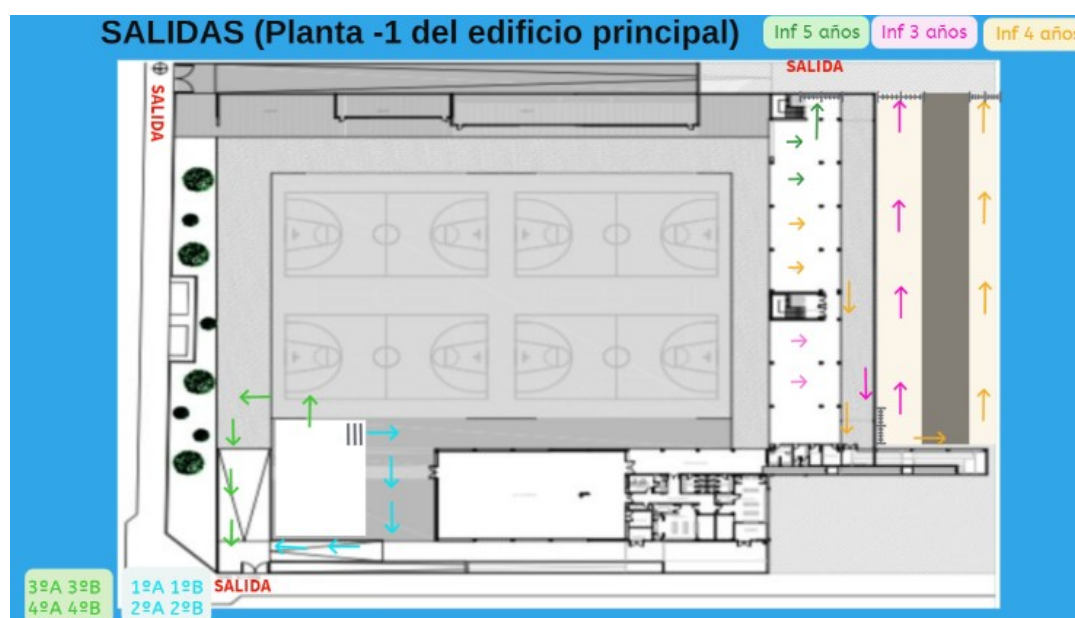 SALIDAS (Planta -1 del edificio principal)
Inf 5 años
Inf 3 años
Inf 4 años
SALIDA
SALIDA
3ºA 3ºB
4ºA 4ºB
1ºA 1ºB
2ºA 2ºB
SALIDA